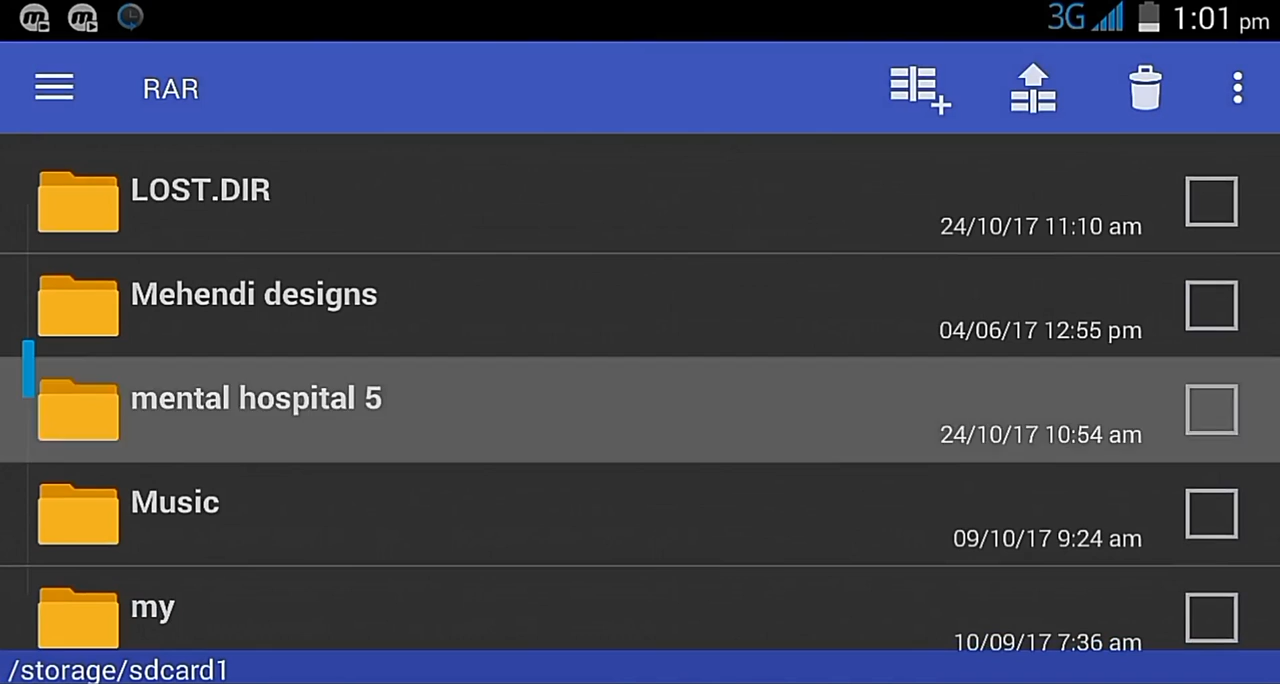 3G 1:01 pm
RAR
LOST.DIR
24/10/17 11:10 am
Mehendi designs
04/06/17 12:55 pm
mental hospital 5
24/10/17 10:54 am
Music
09/10/17 9:24 am
my
10/09/17 7:36 am
/storage/sdcard1